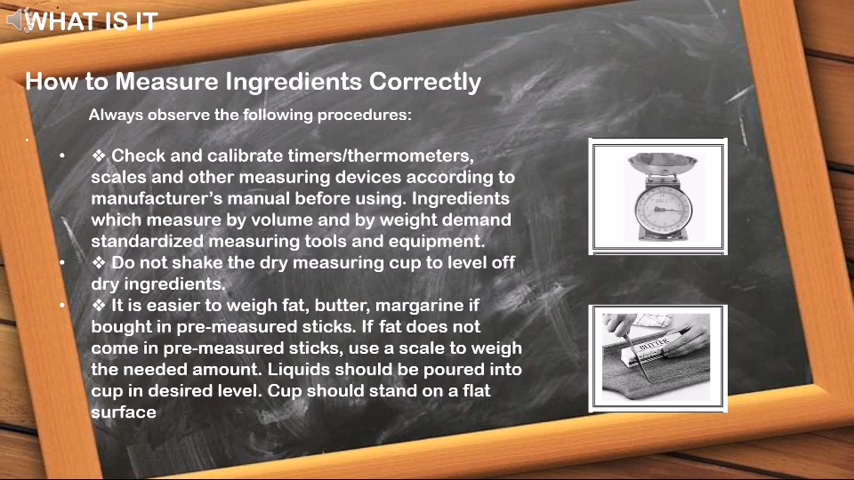 WHAT IS IT
How to Measure Ingredients Correctly
Always observe the following procedures:
• ❖ Check and calibrate timers/thermometers,
scales and other measuring devices according to
manufacturer’s manual before using. Ingredients
which measure by volume and by weight demand
standardized measuring tools and equipment.
• ❖ Do not shake the dry measuring cup to level off
dry ingredients.
• ❖ It is easier to weigh fat, butter, margarine if
bought in pre-measured sticks. If fat does not
come in pre-measured sticks, use a scale to weigh
the needed amount. Liquids should be poured into
cup in desired level. Cup should stand on a flat
surface
BUTTER